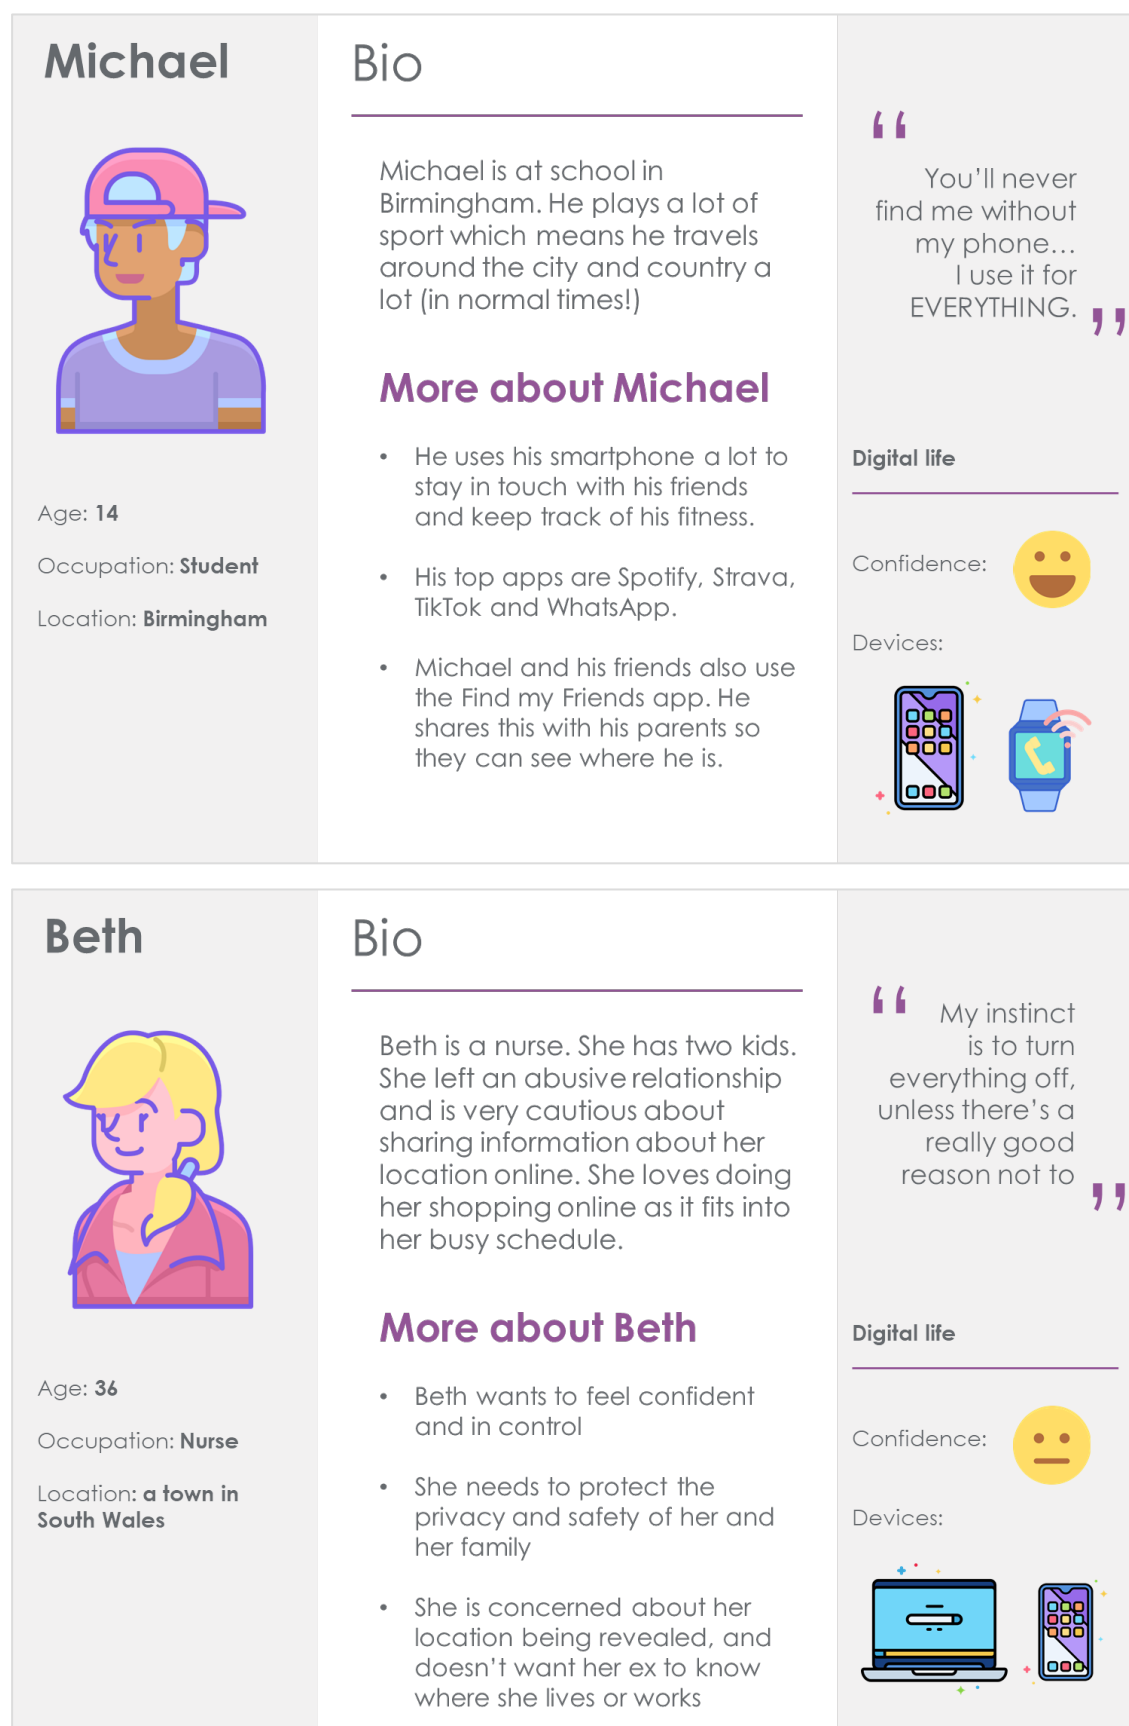 Michael
Age: 14
Occupation: Student
Location: Birmingham
Bio
Michael is at school in
Birmingham. He plays a lot of
sport which means he travels
around the city and country a
lot (in normal times!)
More about Michael
• He uses his smartphone a lot to
stay in touch with his friends
and keep track of his fitness.
• His top apps are Spotify, Strava,
TikTok and WhatsApp.
• Michael and his friends also use
the Find my Friends app. He
shares this with his parents so
they can see where he is.
“
You’ll never
find me without
my phone…
I use it for
EVERYTHING. ”
Digital life
Confidence:
Devices:
Beth
Age: 36
Occupation: Nurse
Location: a town in
South Wales
Bio
Beth is a nurse. She has two kids.
She left an abusive relationship
and is very cautious about
sharing information about her
location online. She loves doing
her shopping online as it fits into
her busy schedule.
More about Beth
• Beth wants to feel confident
and in control
• She needs to protect the
privacy and safety of her and
her family
• She is concerned about her
location being revealed, and
doesn’t want her ex to know
where she lives or works
“ My instinct
is to turn
everything off,
unless there’s a
really good
reason not to ”
Digital life
Confidence:
Devices: